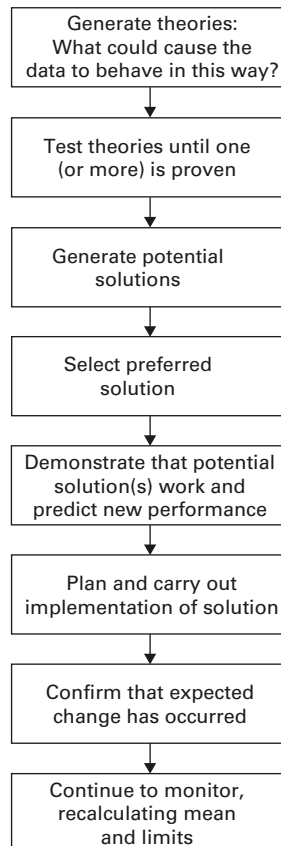 Generate theories:
What could cause the
data to behave in this way?
Test theories until one
(or more) is proven
Generate potential
solutions
Select preferred
solution
Demonstrate that potential
solution(s) work and
predict new performance
Plan and carry out
implementation of solution
Confirm that expected
change has occurred
Continue to monitor,
recalculating mean
and limits